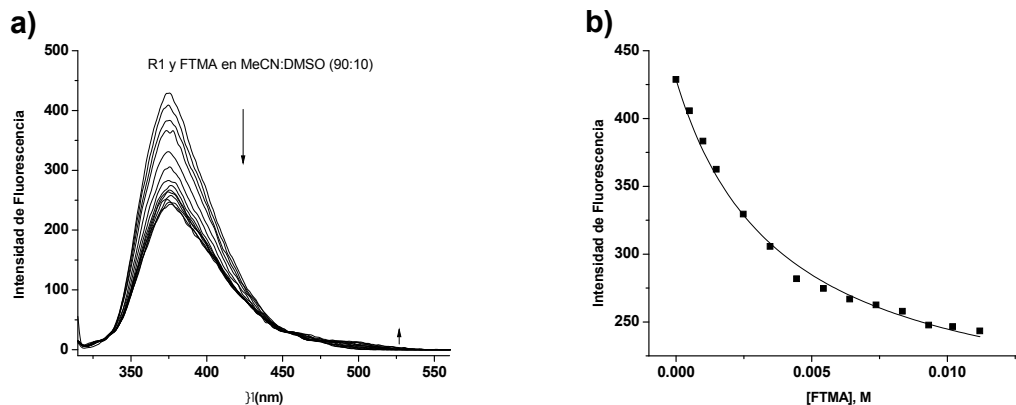 a)
R1 y FTMA en MeCN:DMSO (90:10)
Intensidad de Fluorescencia
500
400
300
200
100
0
350
400
450
500
550
(nm)
b)
Intensidad de Fluorescencia
450
400
350
300
250
0.000
0.005
0.010
[FTMA], M